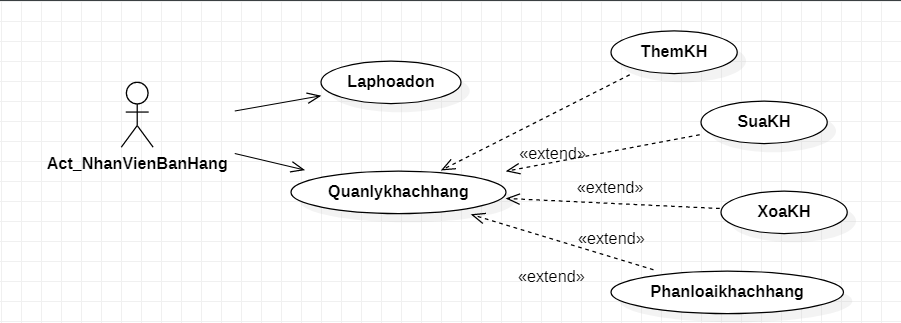 ThemKH
Laphoadon
SuaKH
Act_NhanVienBanHang
«extend»
Quanlykhachhang
«extend»
XoaKH
«extend»
«extend»
Phanloaikhachhang